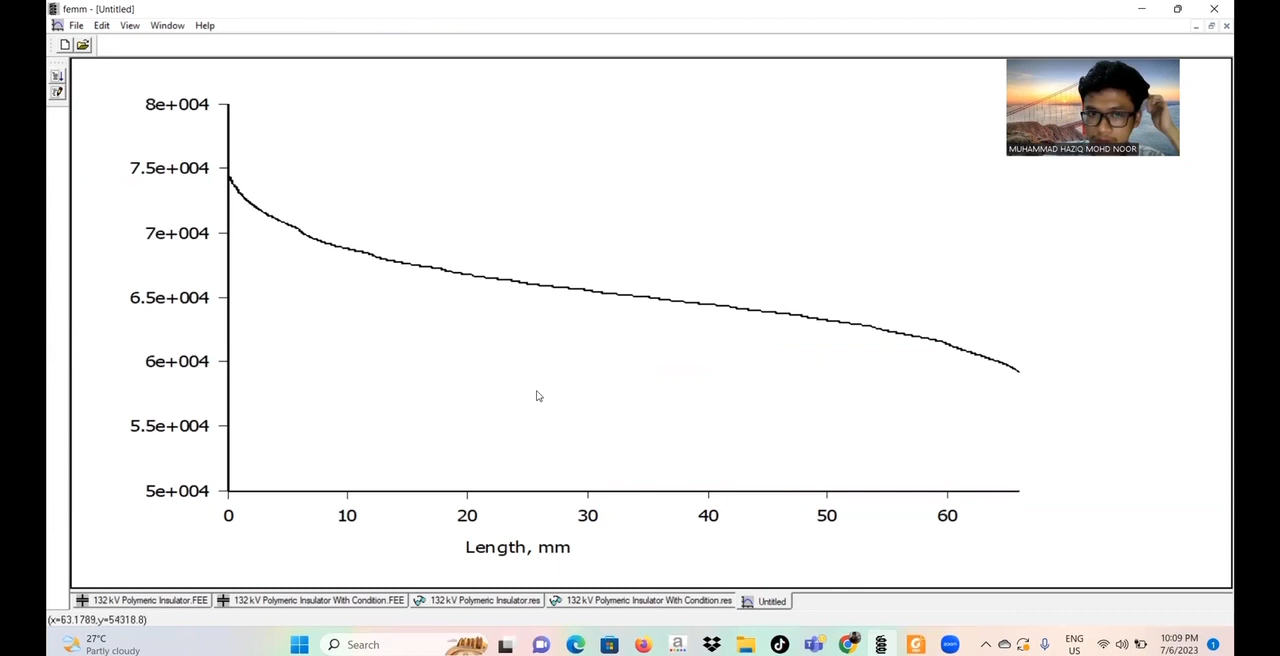 femm - [Untitled]
File Edit View Window Help
MUHAMMAD HAZIQ MOHD NOOR
8e+004
7.5e+004
7e+004
6.5e+004
6e+004
5.5e+004
5e+004
0 10 20 30 40 50 60
Length, mm
132 kV Polymeric Insulator.FEE 132 kV Polymeric Insulator With Condition.FEE 132 kV Polymeric Insulator.res 132 kV Polymeric Insulator With Condition.res Untitled
(x=63.1789,y=54318.8)
27°C
Partly cloudy
Search
a
zoom
ENG
US
10:09 PM
7/6/2023
1